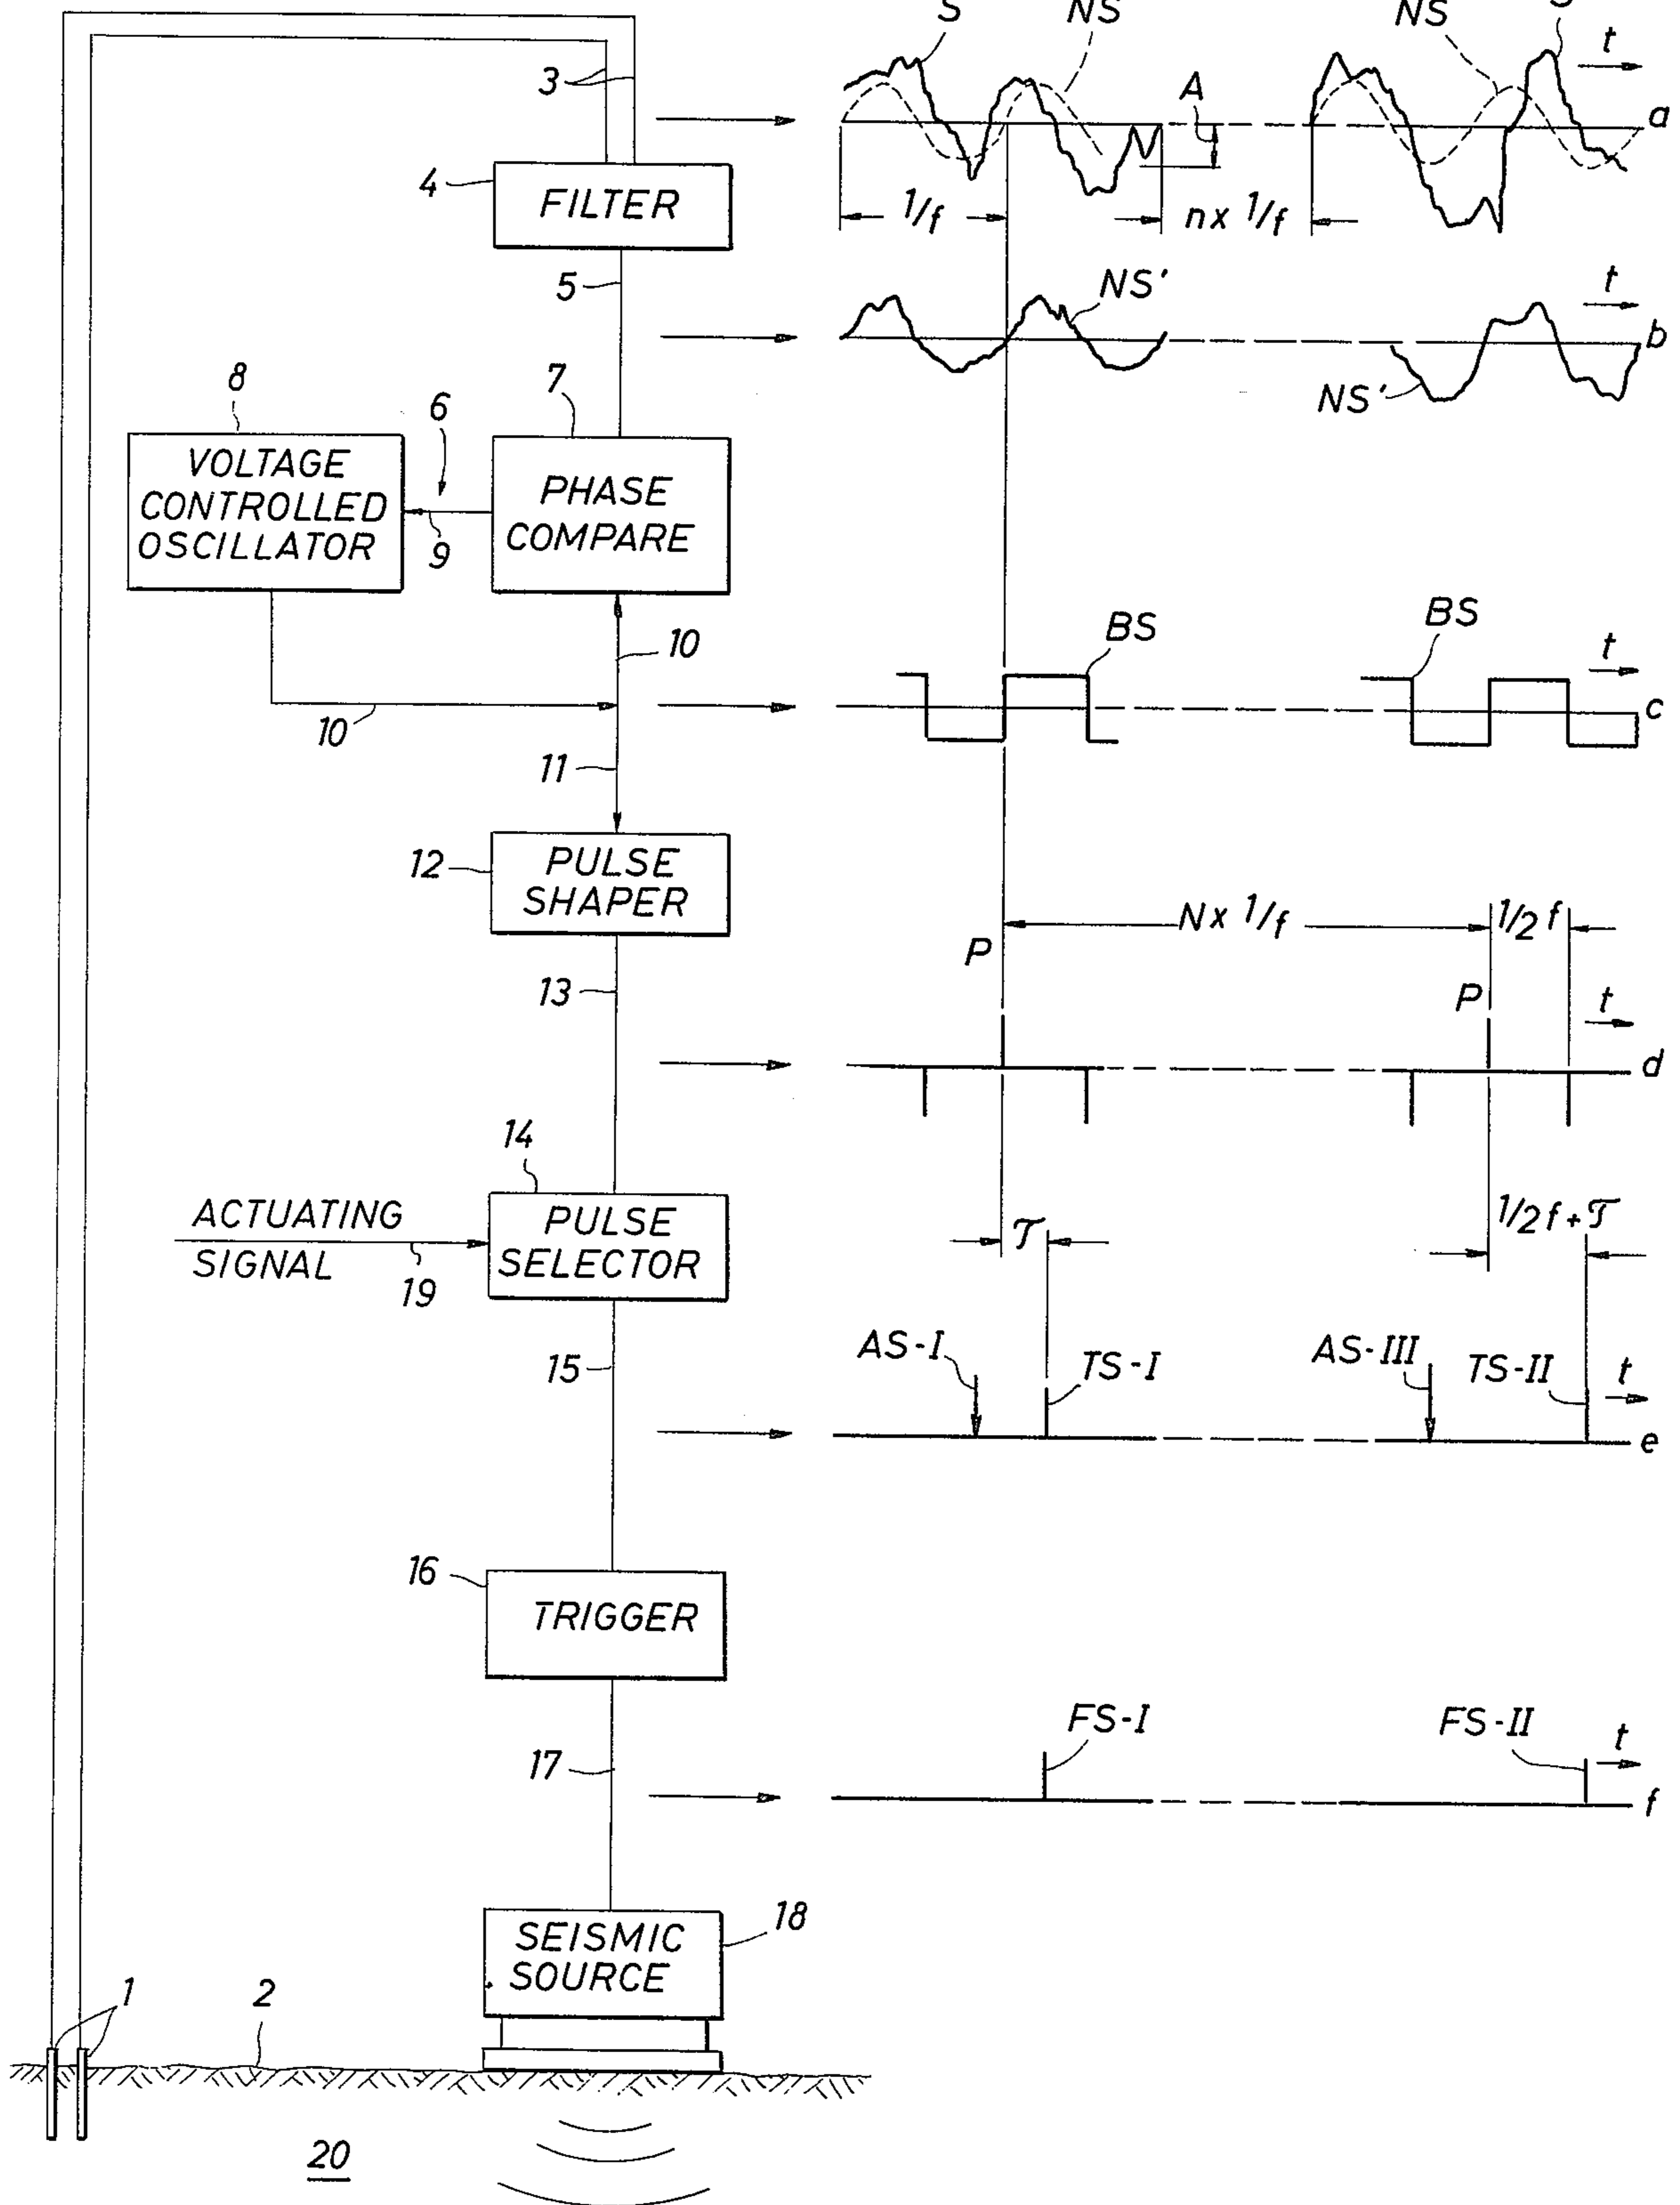 S
NS
NS
S
t
3
A
a
4
FILTER
1/f
n x 1/f
5
NS'
t
b
NS'
8
7
6
VOLTAGE
CONTROLLED
OSCILLATOR
9
PHASE
COMPARE
10
BS
BS
t
10
c
11
12
PULSE
SHAPER
N x 1/f
1/2 f
P
13
P
t
d
14
ACTUATING
SIGNAL
19
PULSE
SELECTOR
T
1/2 f + T
15
AS-I
TS-I
AS-III
TS-II
t
e
16
TRIGGER
FS-I
FS-II
t
17
f
18
SEISMIC
SOURCE
1
2
20